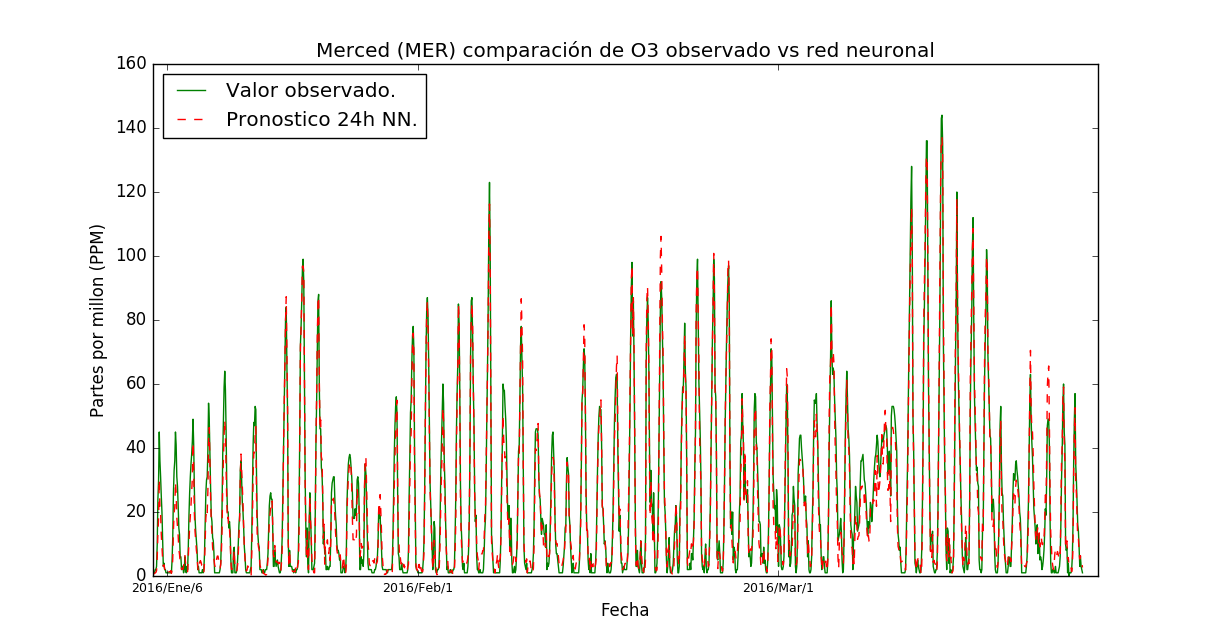 Merced (MER) comparación de O3 observado vs red neuronal
160
140
120
100
80
60
40
20
0
Partes por millon (PPM)
Valor observado.
Pronostico 24h NN.
2016/Ene/6
2016/Feb/1
2016/Mar/1
Fecha